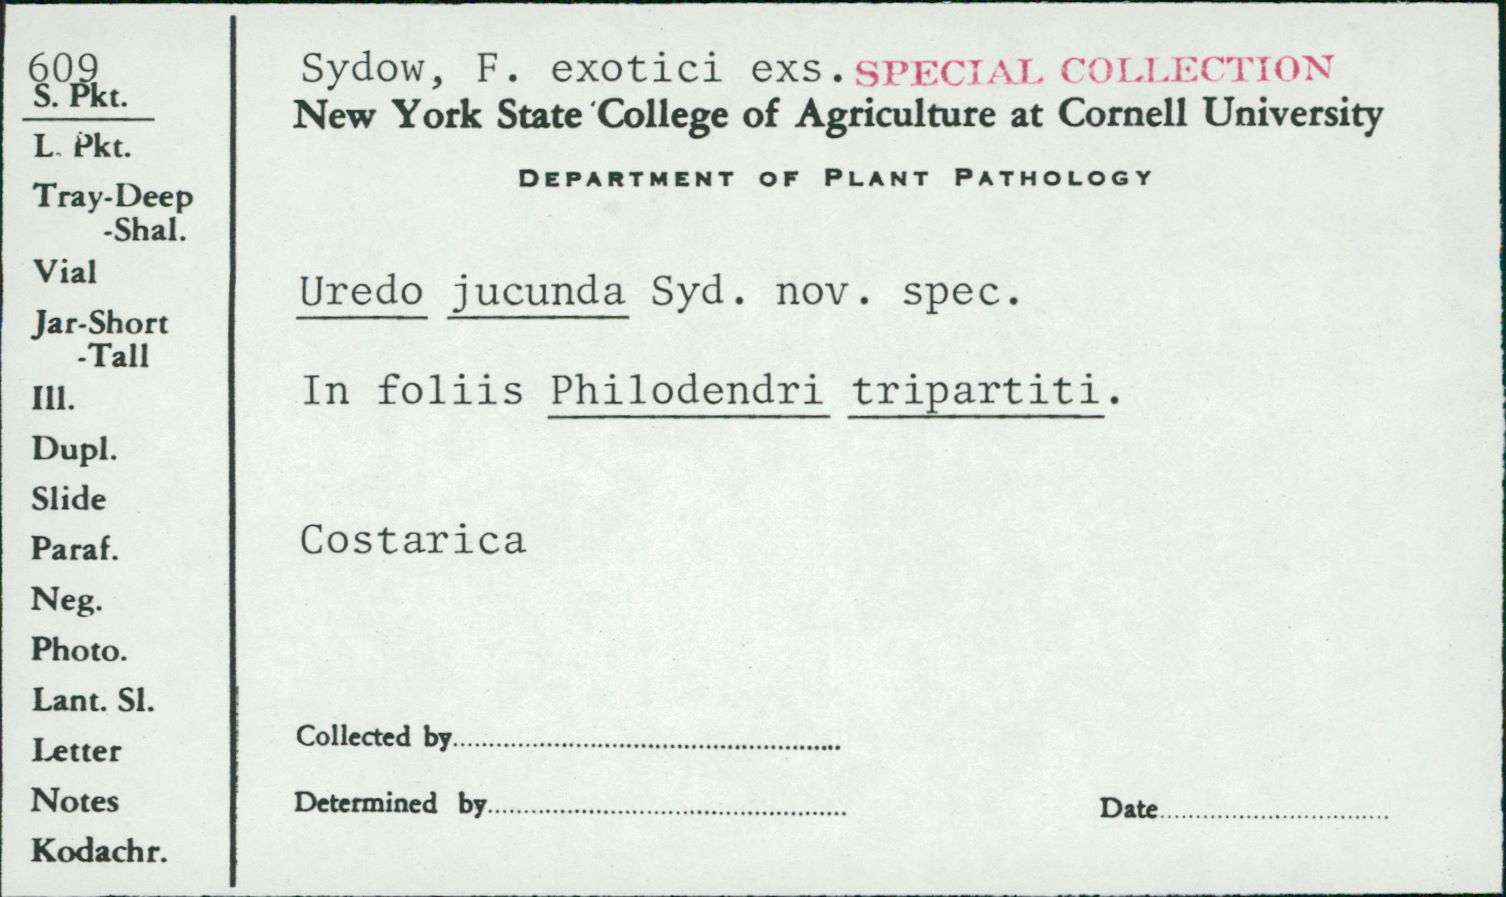 609
S. Pkt.
L. Pkt.
Tray-Deep
-Shal.
Vial
Jar-Short
-Tall
Ill.
Dupl.
Slide
Paraf.
Neg.
Photo.
Lant. Sl.
Letter
Notes
Kodachr.
Sydow, F. exotici exs. SPECIAL COLLECTION
New York State College of Agriculture at Cornell University
DEPARTMENT OF PLANT PATHOLOGY
Uredo jucunda Syd. nov. spec.
In foliis Philodendri tripartiti.
Costarica
Collected by
Determined by
Date